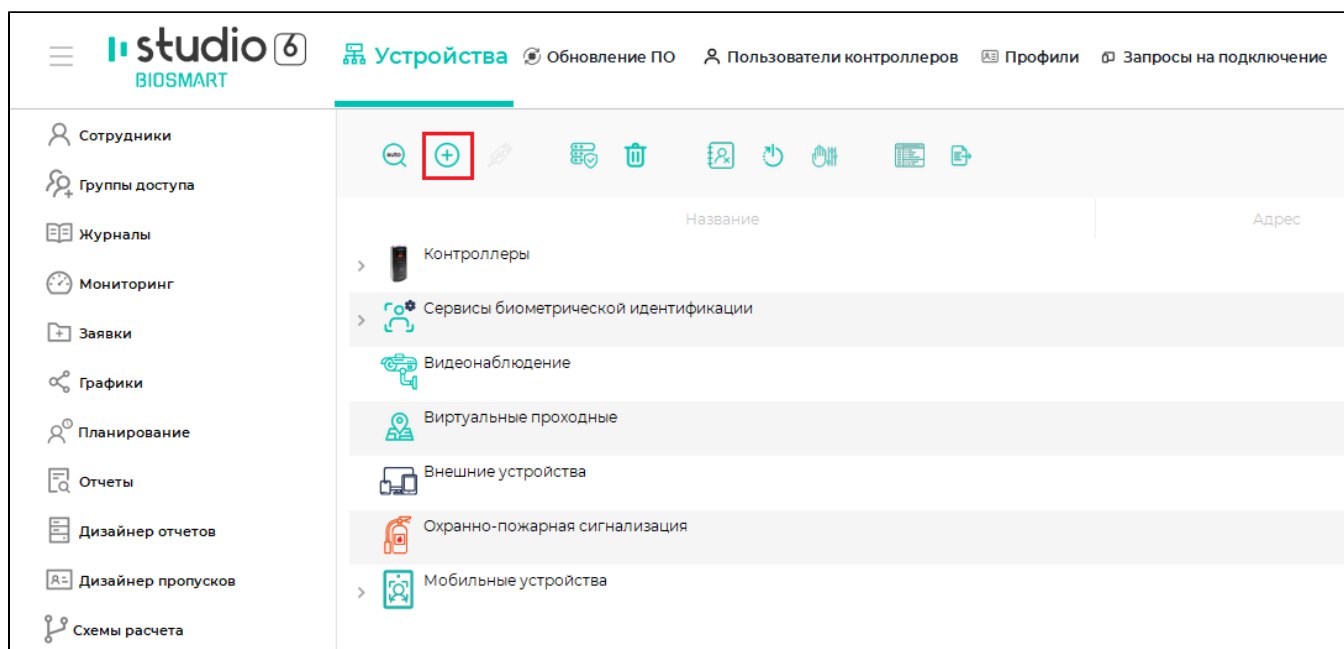 studio 6
BIOSMART
Устройства
Обновление ПО
Пользователи контроллеров
Профили
Запросы на подключение
Сотрудники
Группы доступа
Журналы
Мониторинг
Заявки
Графики
Планирование
Отчеты
Дизайнер отчетов
Дизайнер пропусков
Схемы расчета
auto
Название
Адрес
Контроллеры
Сервисы биометрической идентификации
Видеонаблюдение
Виртуальные проходные
Внешние устройства
Охранно-пожарная сигнализация
Мобильные устройства